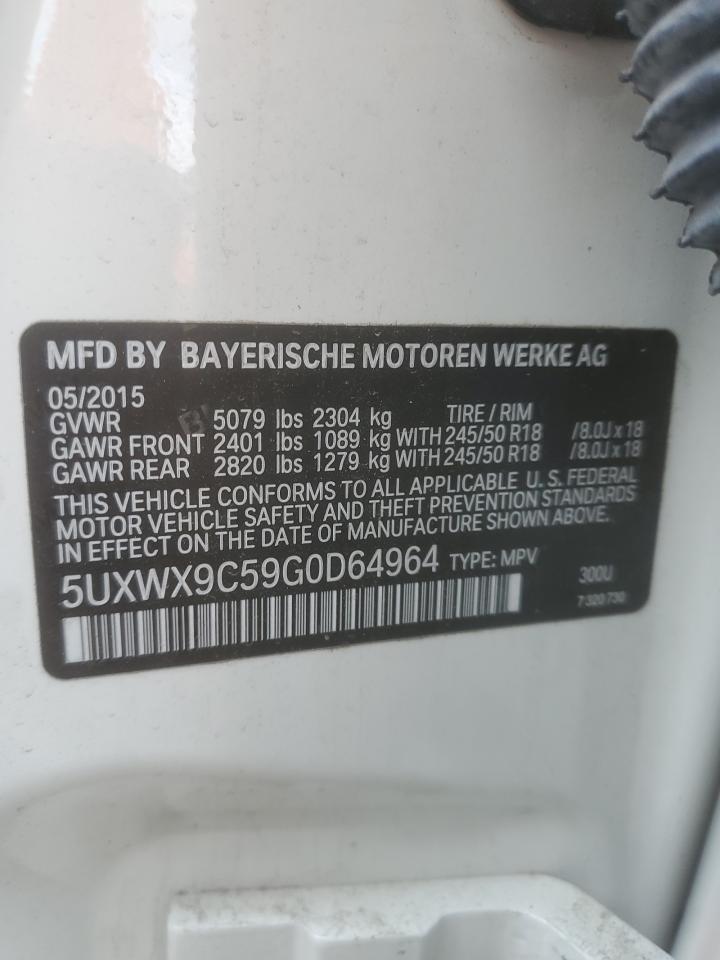 MFD BY BAYERISCHE MOTOREN WERKE AG
05/2015
GVWR 5079 lbs 2304 kg TIRE / RIM
GAWR FRONT 2401 lbs 1089 kg WITH 245/50 R18 /8.0J x 18
GAWR REAR 2820 lbs 1279 kg WITH 245/50 R18 /8.0J x 18
THIS VEHICLE CONFORMS TO ALL APPLICABLE U. S. FEDERAL
MOTOR VEHICLE SAFETY AND THEFT PREVENTION STANDARDS
IN EFFECT ON THE DATE OF MANUFACTURE SHOWN ABOVE.
5UXWX9C59G0D64964 TYPE: MPV 300U
7 320 730